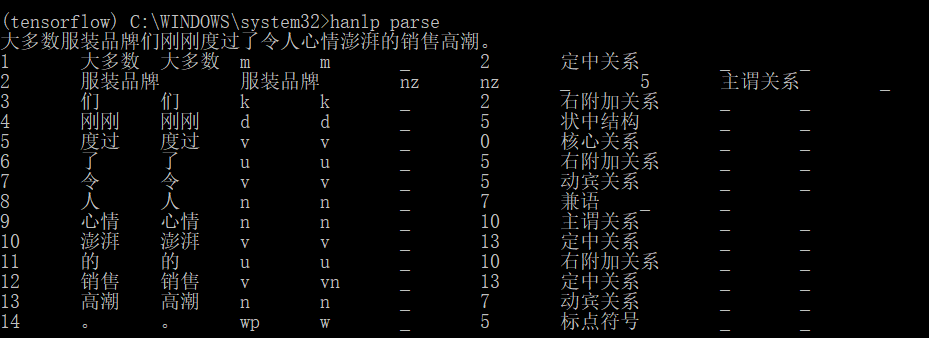 (tensorflow) C:\WINDOWS\system32>hanlp parse
大多数服装品牌们刚刚度过了令人心情澎湃的销售高潮。
1 大多数 大多数 m m _ 2 定中关系 _ _
2 服装品牌 服装品牌 nz nz _ 5 主谓关系 _
3 们 们 k k _ 2 右附加关系 _ _
4 刚刚 刚刚 d d _ 5 状中结构 _ _
5 度过 度过 v v _ 0 核心关系 _ _
6 了 了 u u _ 5 右附加关系 _ _
7 令 令 v v _ 5 动宾关系 _ _
8 人 人 n n _ 7 兼语 _ _
9 心情 心情 n n _ 10 主谓关系 _ _
10 澎湃 澎湃 v v _ 13 定中关系 _ _
11 的 的 u u _ 10 右附加关系 _ _
12 销售 销售 v vn _ 13 定中关系 _ _
13 高潮 高潮 n n _ 7 动宾关系 _ _
14 。 。 wp w _ 5 标点符号 _ _